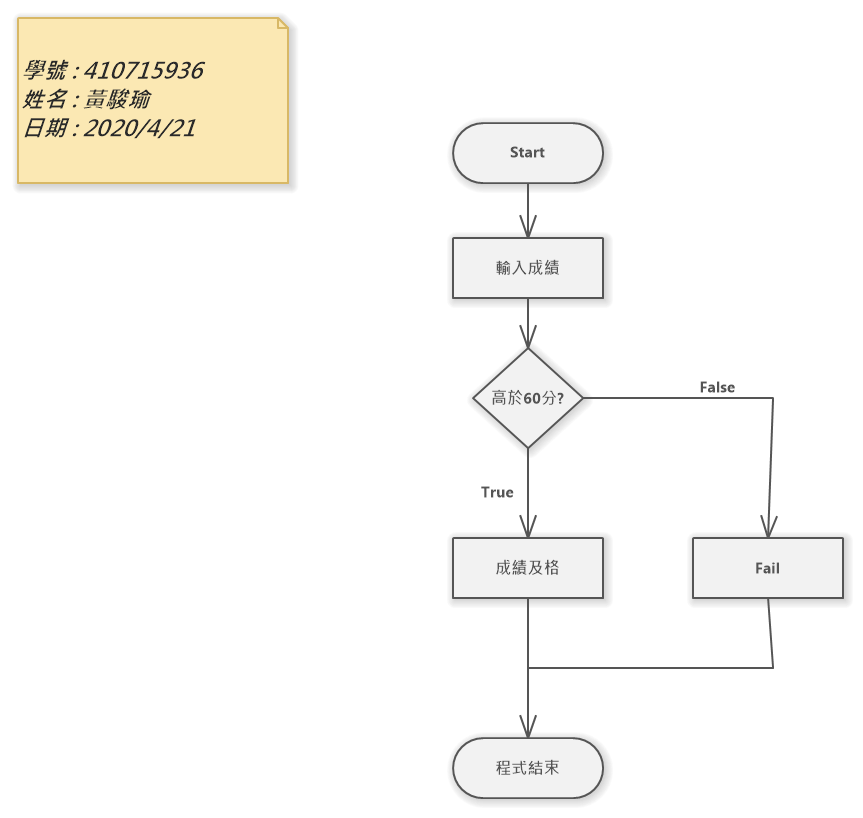 學號 : 410715936
姓名 : 黃駿瑜
日期 : 2020/4/21
Start
輸入成績
高於60分?
False
True
成績及格
Fail
程式結束